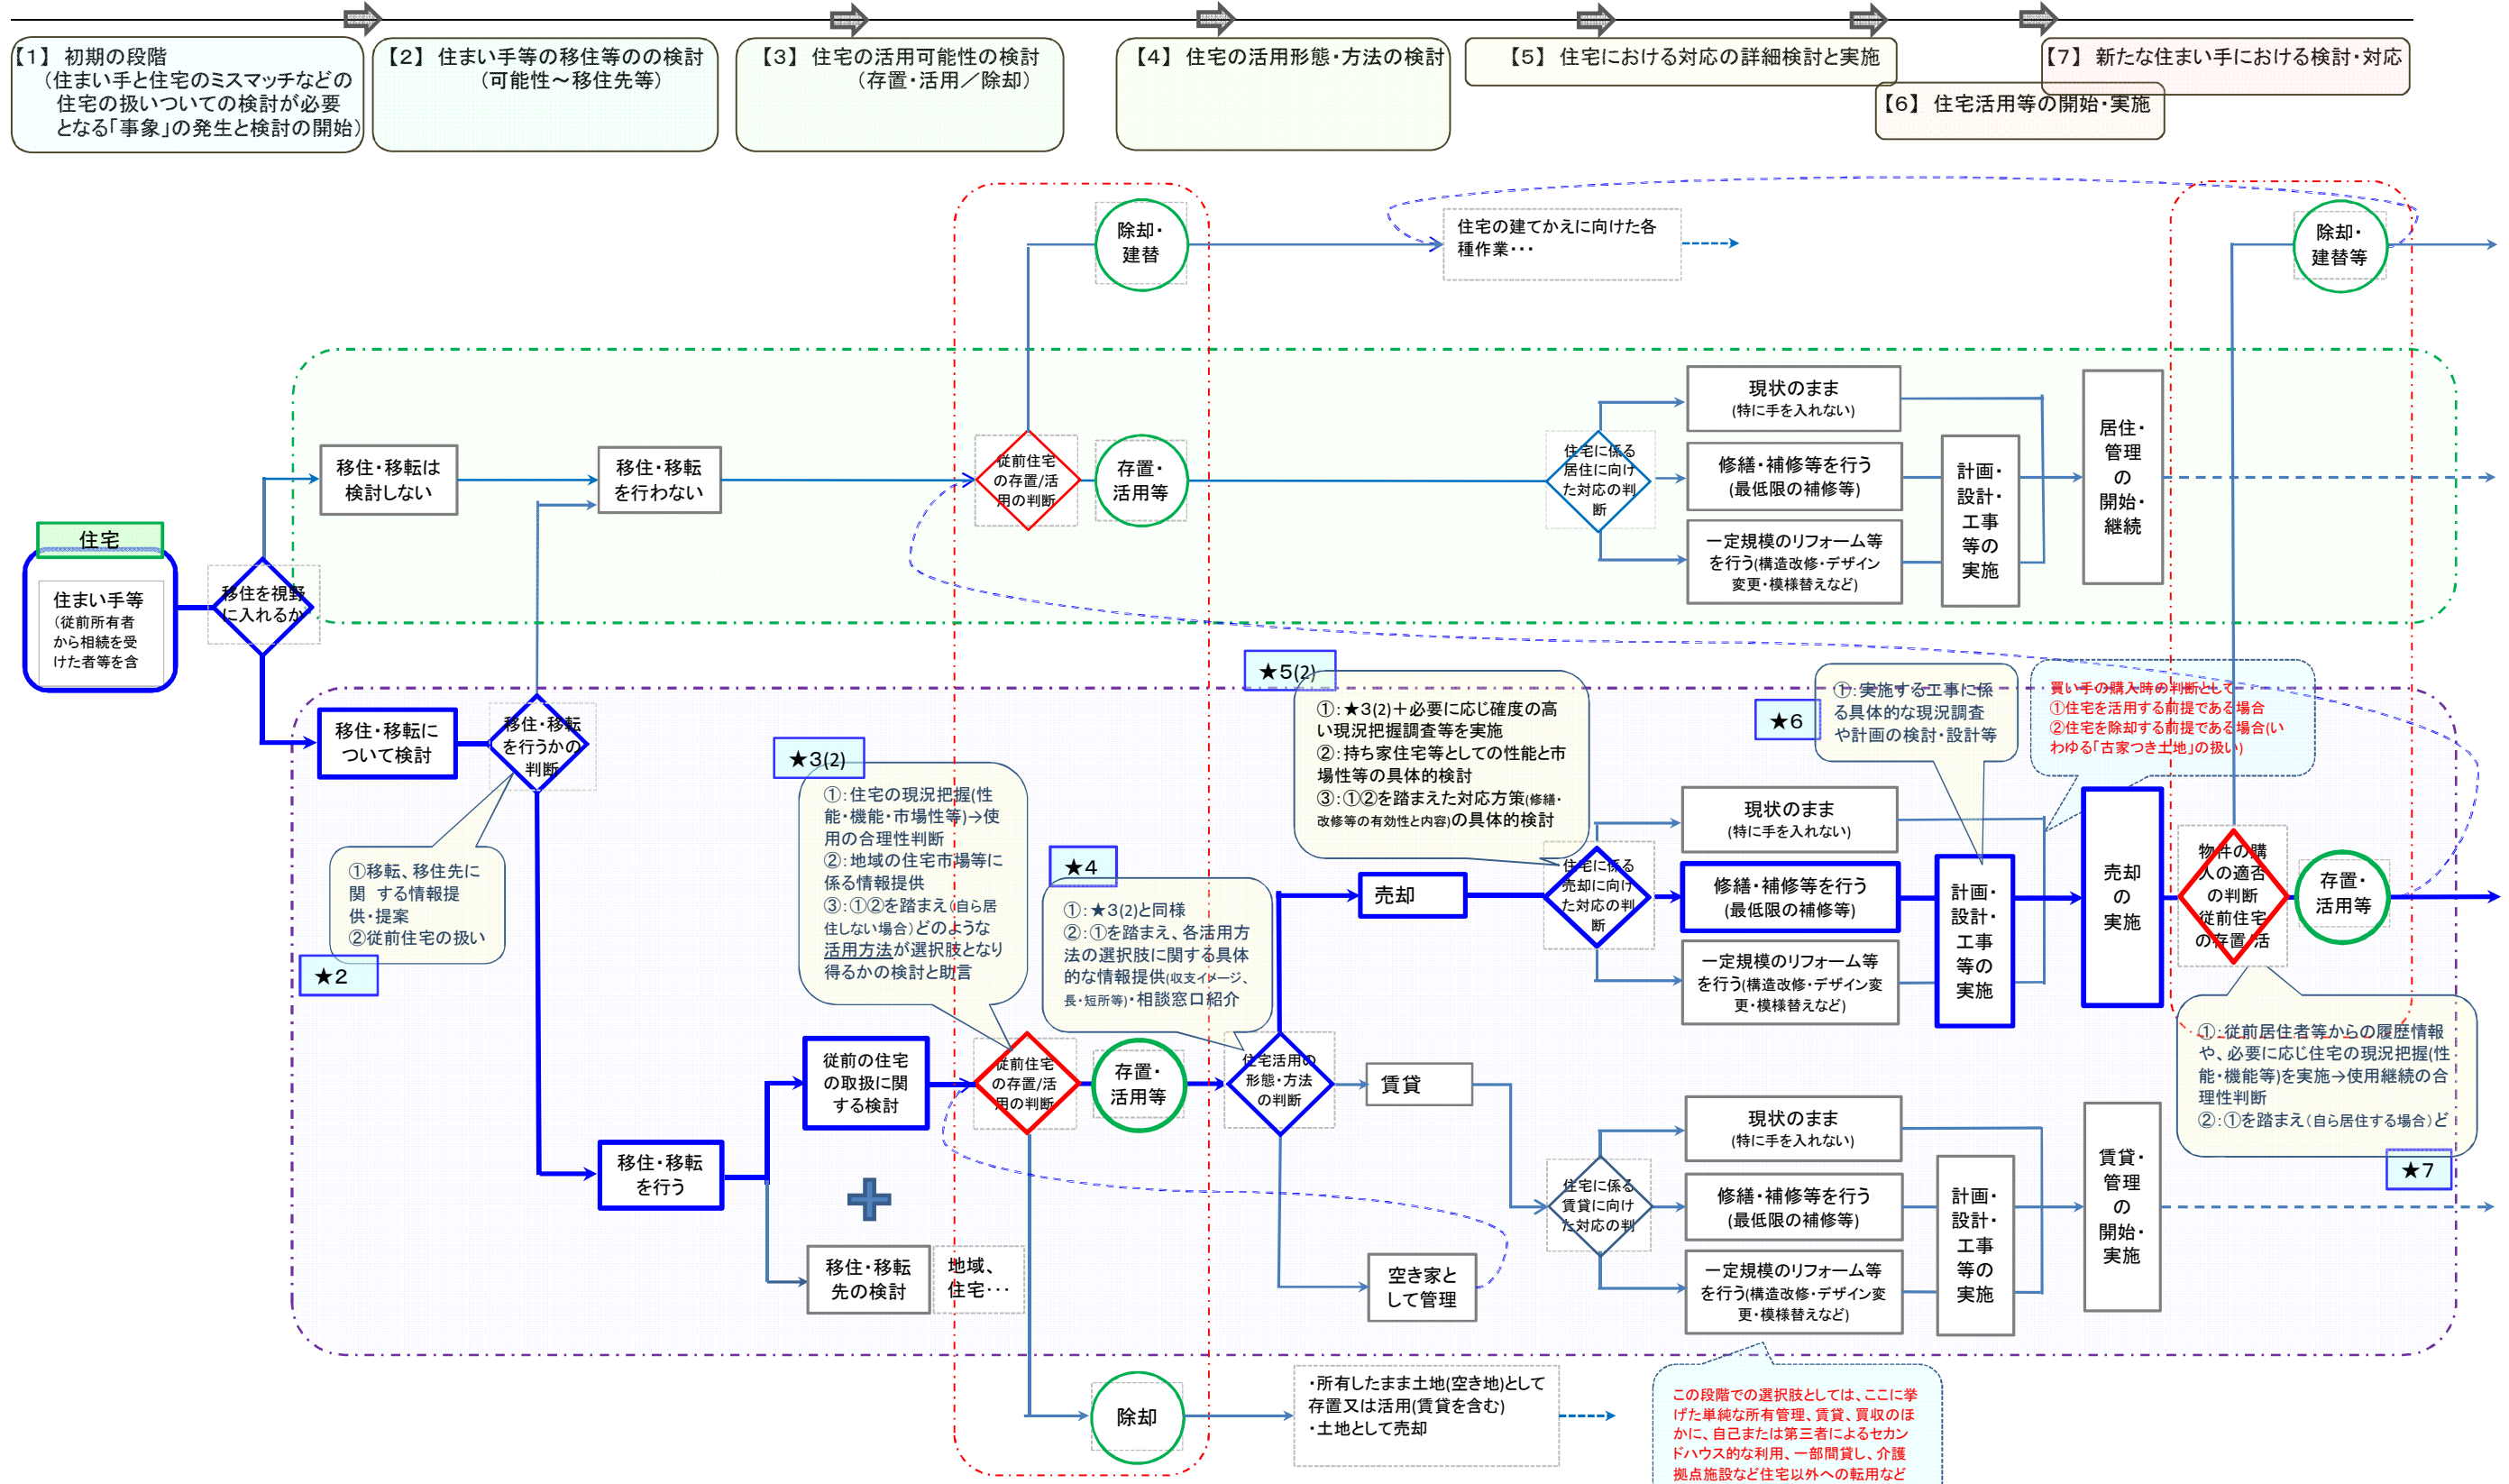 【1】 初期の段階
（住まい手と住宅のミスマッチなどの
住宅の扱いついての検討が必要
となる「事象」の発生と検討の開始）
【2】 住まい手等の移住等のの検討
（可能性～移住先等）
【3】 住宅の活用可能性の検討
（存置・活用／除却）
【4】 住宅の活用形態・方法の検討
【5】 住宅における対応の詳細検討と実施
【6】 住宅活用等の開始・実施
【7】 新たな住まい手における検討・対応
除却・
建替
住宅の建てかえに向けた各
種作業・・・
除却・
建替等
移住・移転は
検討しない
移住・移転
を行わない
従前住宅
の存置/活
用の判断
存置・
活用等
住宅に係る
居住に向け
た対応の判
断
現状のまま
(特に手を入れない)
修繕・補修等を行う
(最低限の補修等)
一定規模のリフォーム等
を行う(構造改修・デザイン
変更・模様替えなど)
計画・
設計・
工事
等の
実施
居住・
管理
の
開始・
継続
住宅
住まい手等
（従前所有者
から相続を受
けた者等を含
移住を視野
に入れるか
移住・移転に
ついて検討
移住・移転
を行うかの
判断
①移転、移住先に
関 する情報提
供・提案
②従前住宅の扱い
★2
★3(2)
①：住宅の現況把握(性
能・機能・市場性等)→使
用の合理性判断
②：地域の住宅市場等に
係る情報提供
③：①②を踏まえ（自ら居
住しない場合）どのような
活用方法が選択肢となり
得るかの検討と助言
★4
①：★3(2)と同様
②：①を踏まえ、各活用方
法の選択肢に関する具体
的な情報提供(収支イメージ、
長・短所等)・相談窓口紹介
★5(2)
①：★3(2)＋必要に応じ確度の高
い現況把握調査等を実施
②：持ち家住宅等としての性能と市
場性等の具体的検討
③：①②を踏まえた対応方策(修繕・
改修等の有効性と内容)の具体的検討
★6
①：実施する工事に係
る具体的な現況調査
や計画の検討・設計等
買い手の購入時の判断として
①住宅を活用する前提である場合
②住宅を除却する前提である場合(い
わゆる「古家つき土地」の扱い)
売却
住宅に係る
売却に向け
た対応の判
断
現状のまま
(特に手を入れない)
修繕・補修等を行う
(最低限の補修等)
一定規模のリフォーム等
を行う(構造改修・デザイン変
更・模様替えなど)
計画・
設計・
工事
等の
実施
売却
の
実施
物件の購
人の適否
の判断
従前住宅
の存置/活
存置・
活用等
①：従前居住者等からの履歴情報
や、必要に応じ住宅の現況把握(性
能・機能等)を実施→使用継続の合
理性判断
②：①を踏まえ（自ら居住する場合）ど
★7
従前の住宅
の取扱に関
する検討
従前住宅
の存置/活
用の判断
存置・
活用等
住宅活用の
形態・方法
の判断
賃貸
移住・移転
を行う
移住・移転
先の検討
地域、
住宅・・・
空き家と
して管理
住宅に係る
賃貸に向け
た対応の判
現状のまま
(特に手を入れない)
修繕・補修等を行う
(最低限の補修等)
一定規模のリフォーム等
を行う(構造改修・デザイン変
更・模様替えなど)
計画・
設計・
工事
等の
実施
賃貸・
管理
の
開始・
実施
除却
・所有したまま土地(空き地)として
存置又は活用(賃貸を含む)
・土地として売却
この段階での選択肢としては、ここに挙
げた単純な所有管理、賃貸、買収のほ
かに、自己または第三者によるセカン
ドハウス的な利用、一部間貸し、介護
拠点施設など住宅以外への転用など